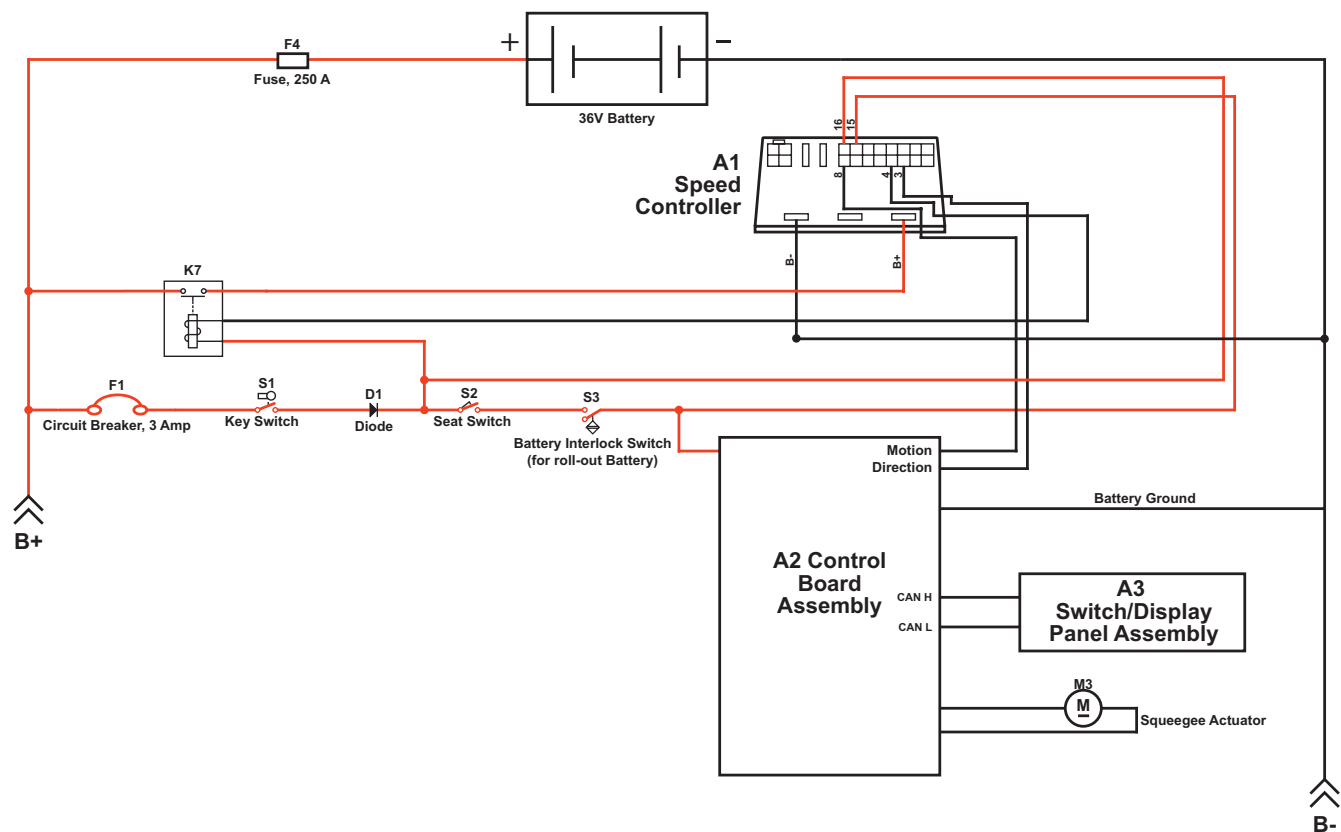 F4
Fuse, 250 A
+
−
36V Battery
16
15
A1
Speed
Controller
8
4
3
B-
B+
K7
F1
Circuit Breaker, 3 Amp
S1
Key Switch
D1
Diode
S2
Seat Switch
S3
Battery Interlock Switch
(for roll-out Battery)
B+
Motion
Direction
Battery Ground
A2 Control
Board
Assembly
CAN H
CAN L
A3
Switch/Display
Panel Assembly
M3
M
Squeegee Actuator
B-